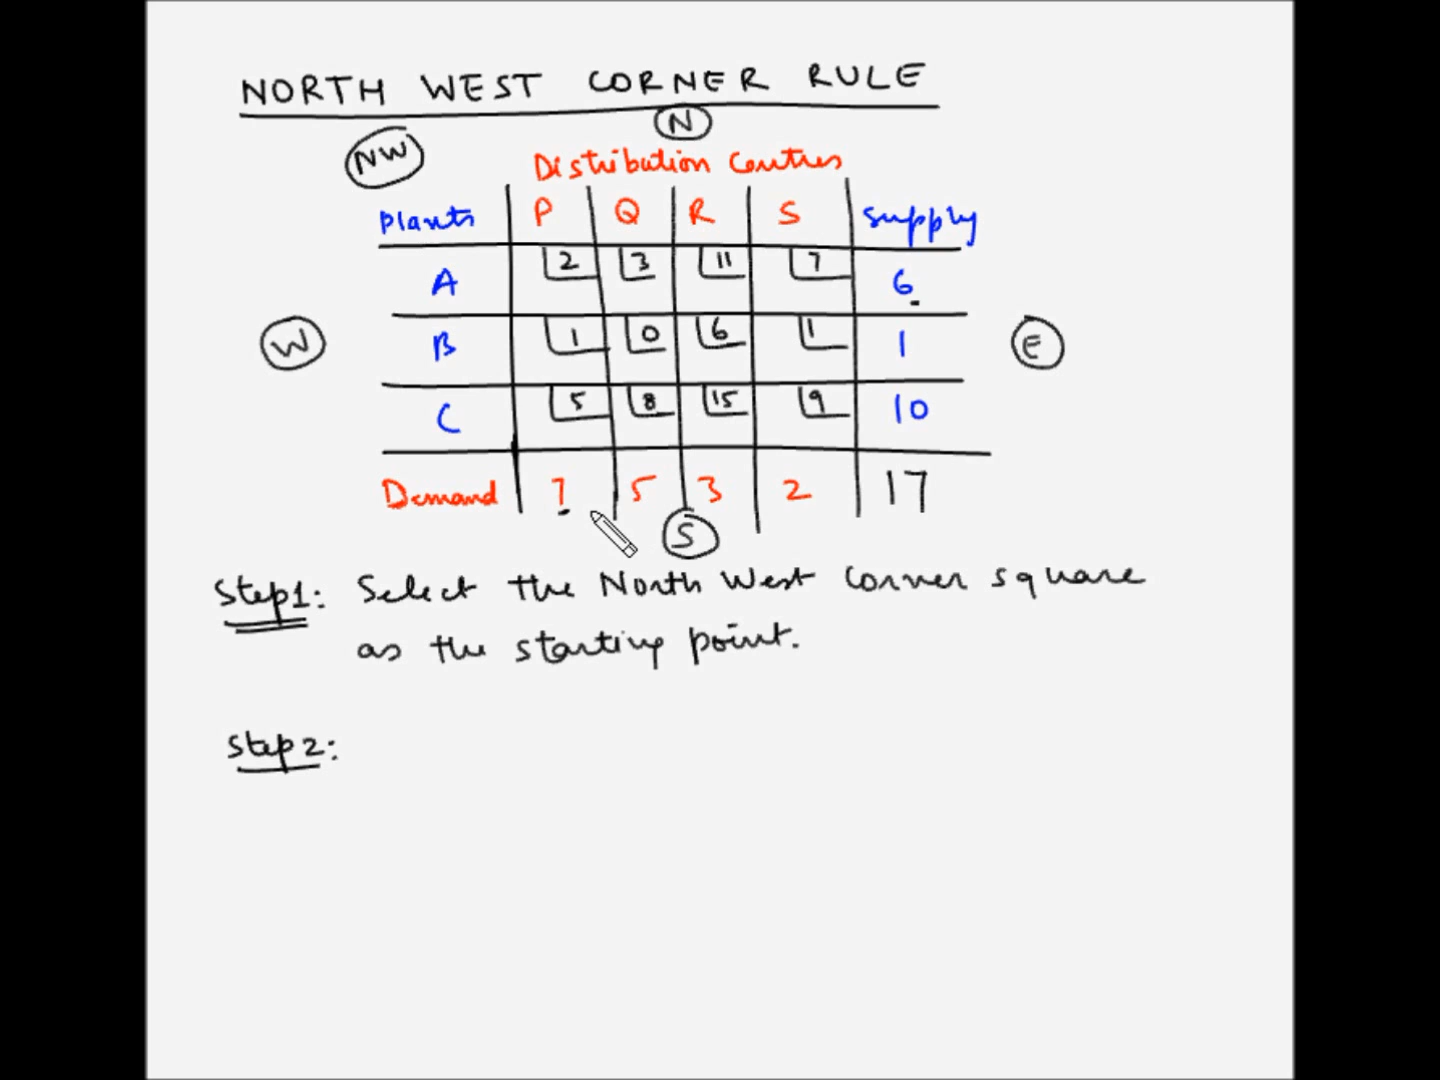 NORTH WEST CORNER RULE
N
NW
Distribution Centres
Plants P Q R S Supply
A 2 3 11 7 6
W B 1 0 6 1 1 E
C 5 8 15 9 10
Demand 7 5 3 2 17
S
Step1: Select the North West Corner square
as the starting point.
Step2: